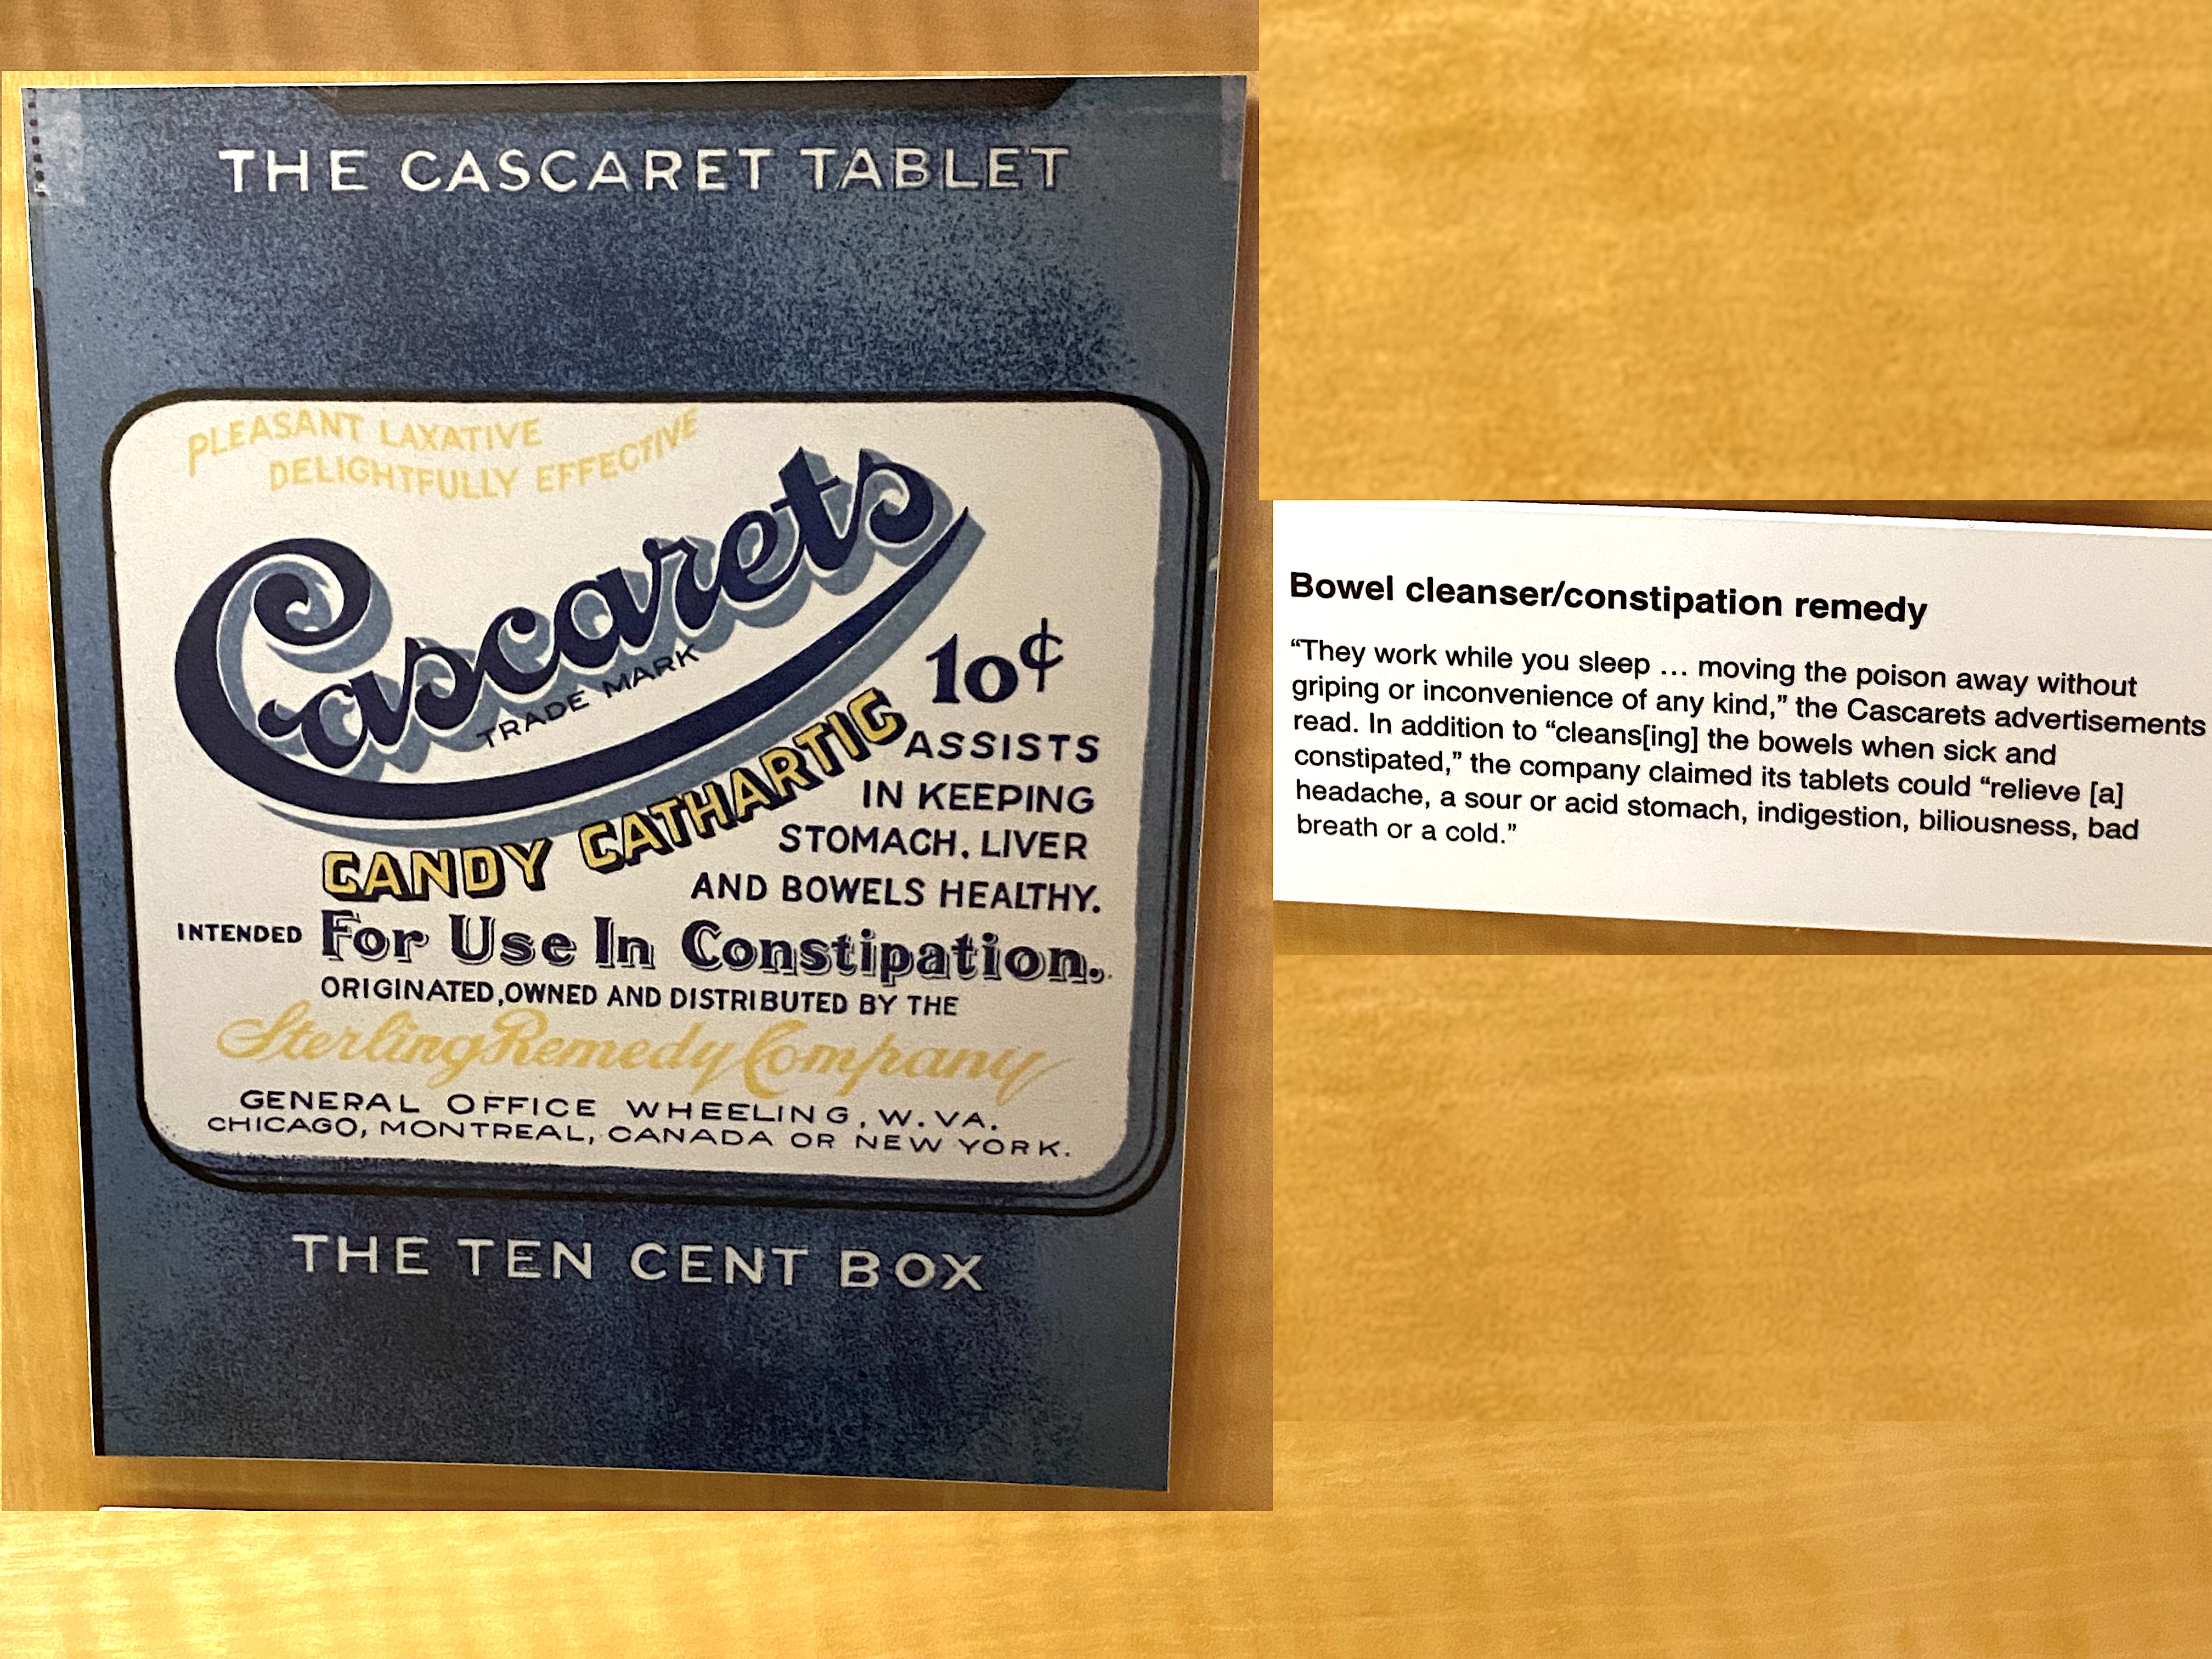 THE CASCARET TABLET
PLEASANT LAXATIVE
DELIGHTFULLY EFFECTIVE
Cascarets
TRADE MARK
10¢
CANDY CATHARTIC
ASSISTS
IN KEEPING
STOMACH, LIVER
AND BOWELS HEALTHY.
INTENDED For Use In Constipation.
ORIGINATED, OWNED AND DISTRIBUTED BY THE
Sterling Remedy Company
GENERAL OFFICE WHEELING, W. VA.
CHICAGO, MONTREAL, CANADA OR NEW YORK.
THE TEN CENT BOX
Bowel cleanser/constipation remedy
“They work while you sleep ... moving the poison away without
griping or inconvenience of any kind,” the Cascarets advertisements
read. In addition to “cleans[ing] the bowels when sick and
constipated,” the company claimed its tablets could “relieve [a]
headache, a sour or acid stomach, indigestion, biliousness, bad
breath or a cold.”